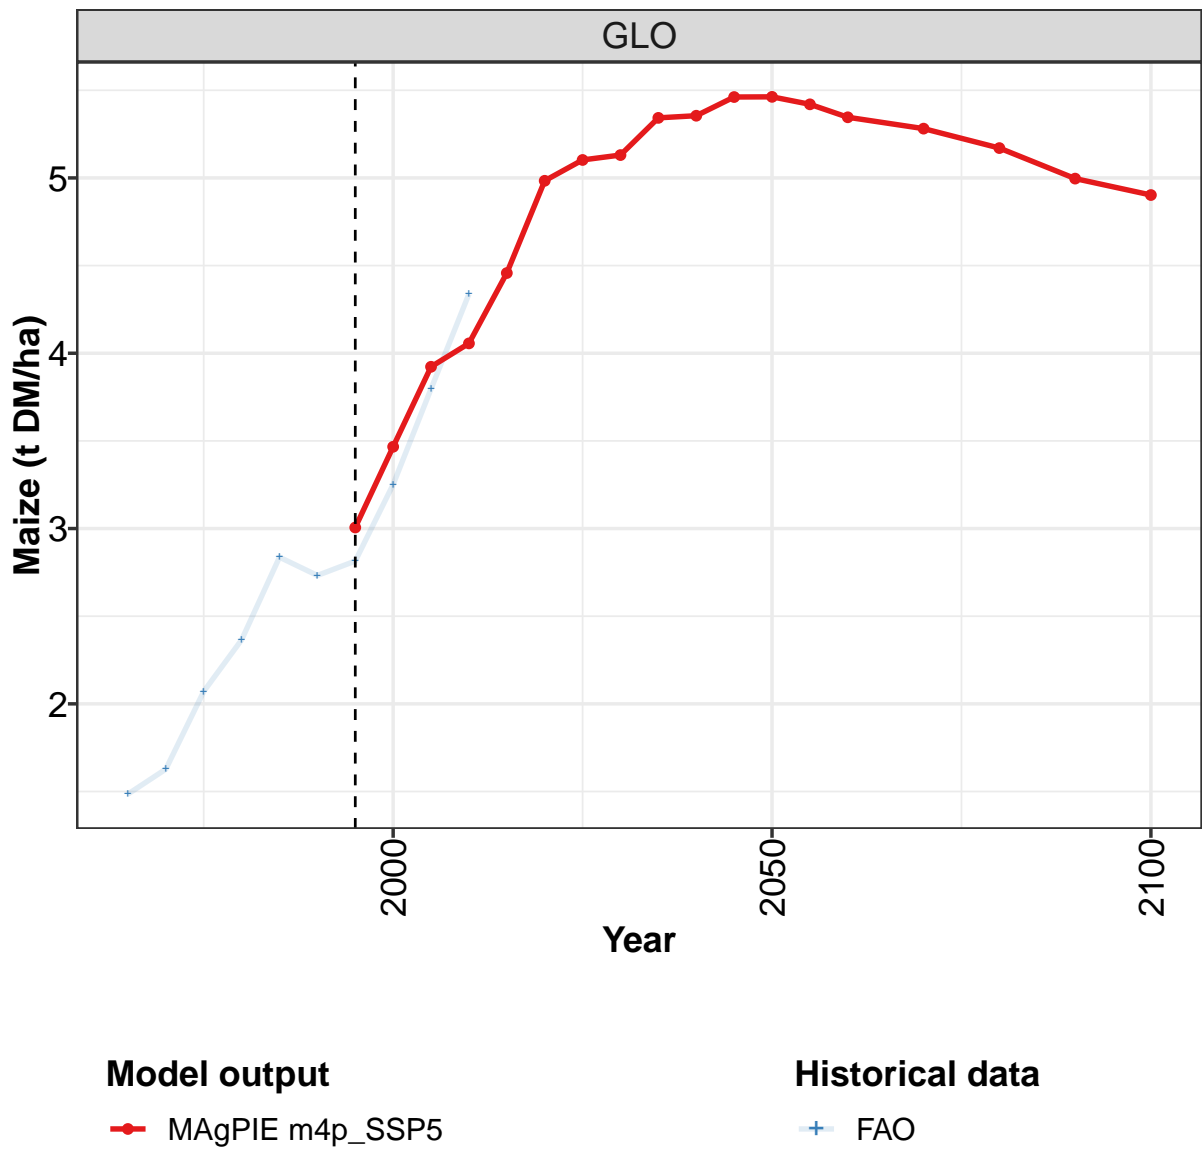 GLO
5
4
3
2
Maize (t DM/ha)
2000
2050
2100
Year
Model output
MAgPIE m4p_SSP5
Historical data
FAO